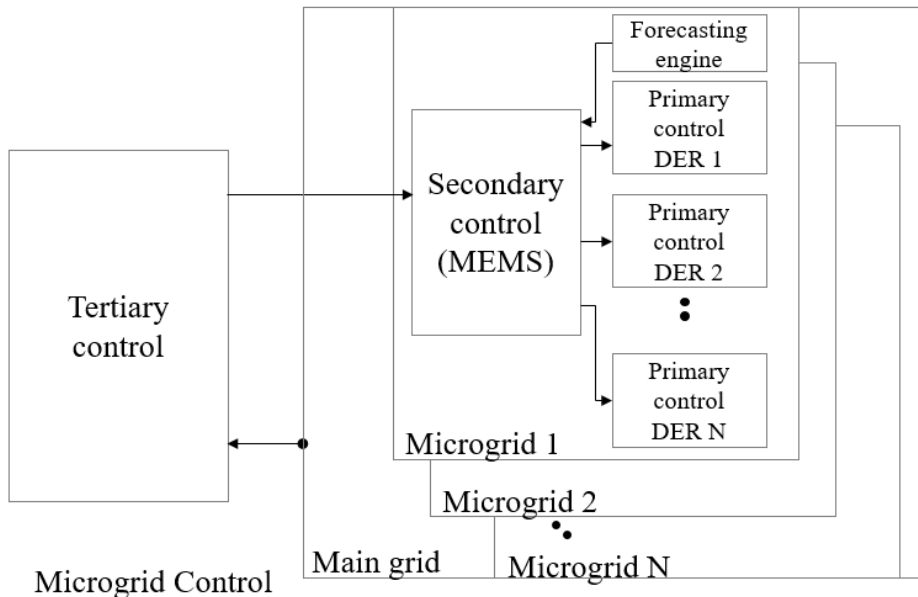 Forecasting
engine
Primary
control
DER 1
Secondary
control
(MEMS)
Primary
control
DER 2
Tertiary
control
Primary
control
DER N
Microgrid 1
Microgrid 2
Main grid
Microgrid N
Microgrid Control